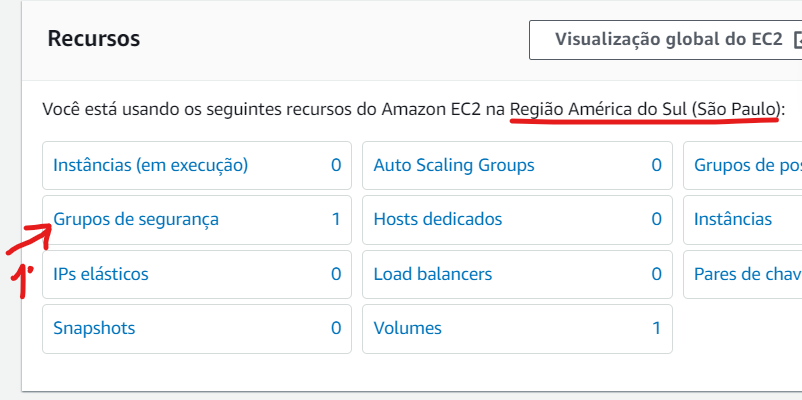 Recursos
Visualização global do EC2
Você está usando os seguintes recursos do Amazon EC2 na Região América do Sul (São Paulo):
Instâncias (em execução) 0 Auto Scaling Groups 0 Grupos de pos
Grupos de segurança 1 Hosts dedicados 0 Instâncias
1º
IPs elásticos 0 Load balancers 0 Pares de chav
Snapshots 0 Volumes 1